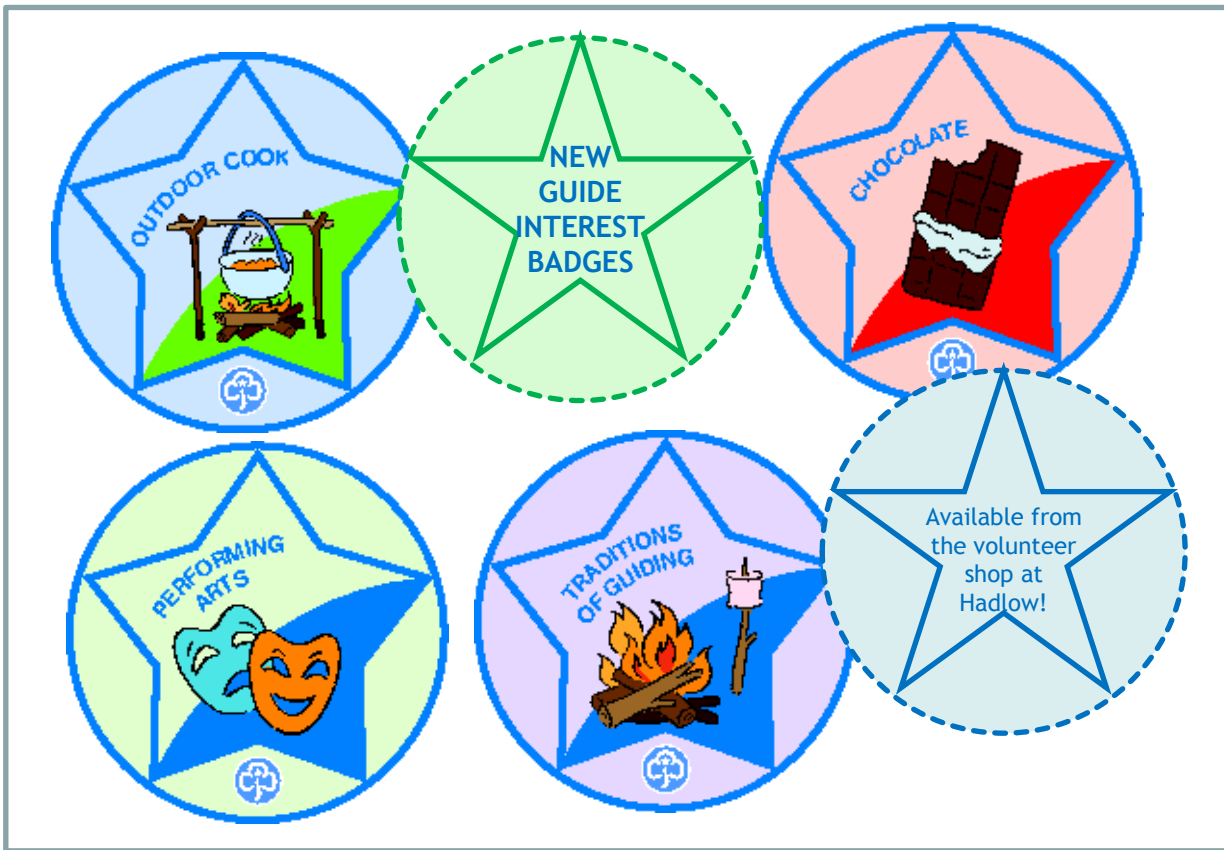 OUTDOOR COOK
NEW
GUIDE
INTEREST
BADGES
CHOCOLATE
PERFORMING
ARTS
TRADITIONS
OF GUIDING
Available from
the volunteer
shop at
Hadlow!